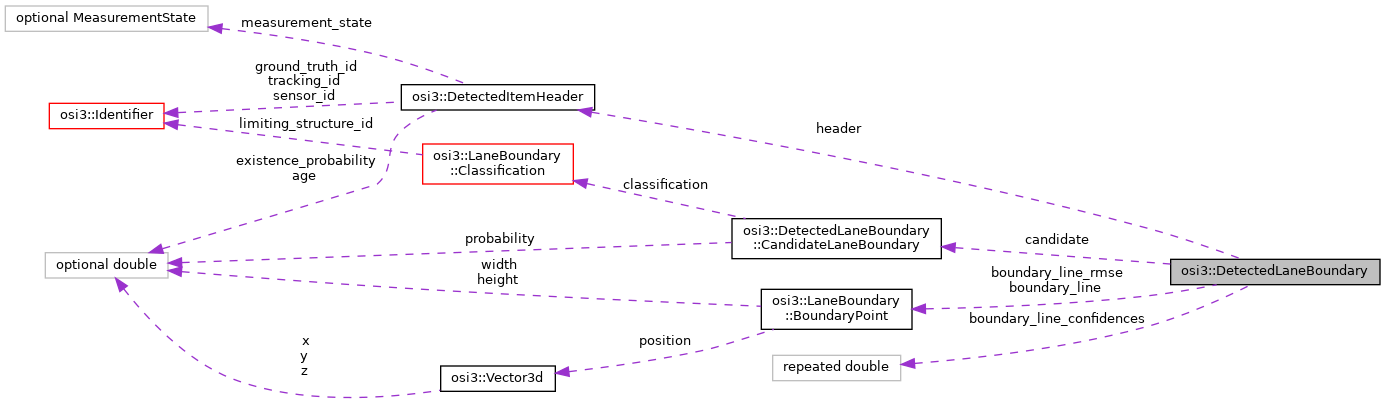 optional MeasurementState
measurement_state
ground_truth_id
tracking_id
sensor_id
osi3::DetectedItemHeader
osi3::Identifier
limiting_structure_id
header
osi3::LaneBoundary
::Classification
existence_probability
age
classification
osi3::DetectedLaneBoundary
::CandidateLaneBoundary
probability
candidate
optional double
width
height
osi3::DetectedLaneBoundary
boundary_line_rmse
boundary_line
osi3::LaneBoundary
::BoundaryPoint
boundary_line_confidences
x
y
z
position
repeated double
osi3::Vector3d